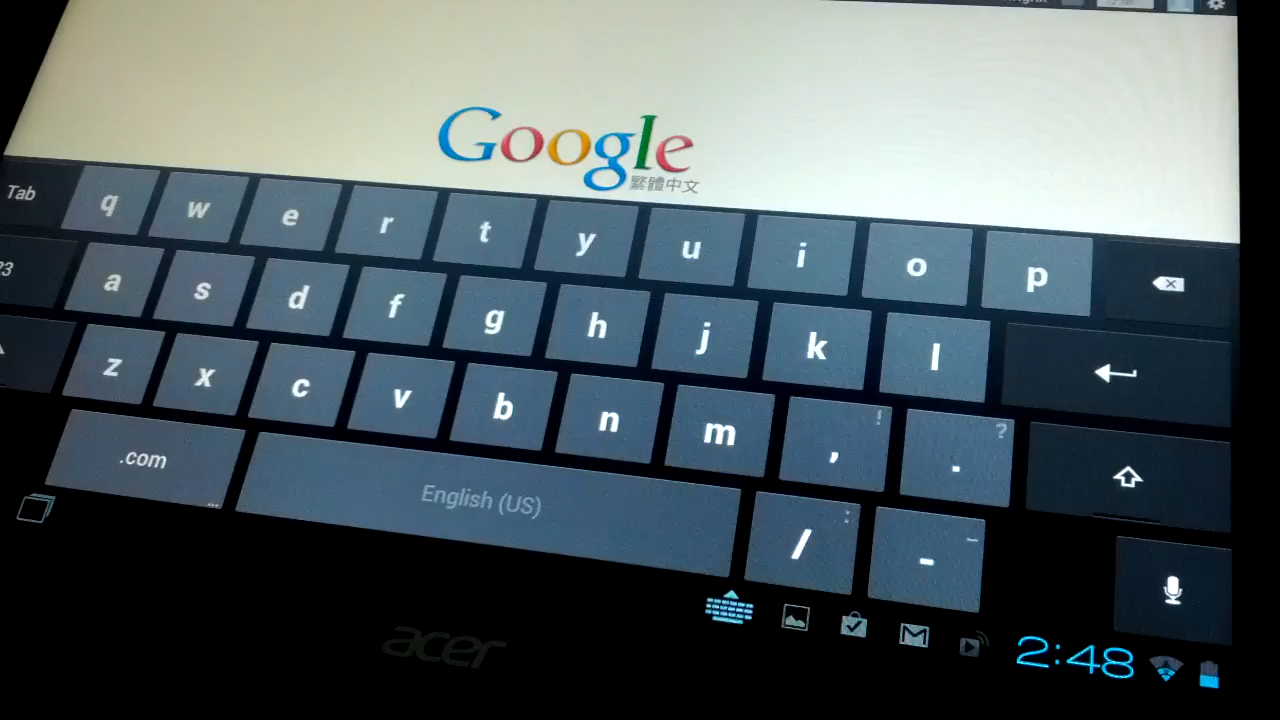 Google
繁體中文
Tab q w e r t y u i o p
a s d f g h j k l
z x c v b n m , ! . ?
.com ... English (US) / : - _
acer
2:48